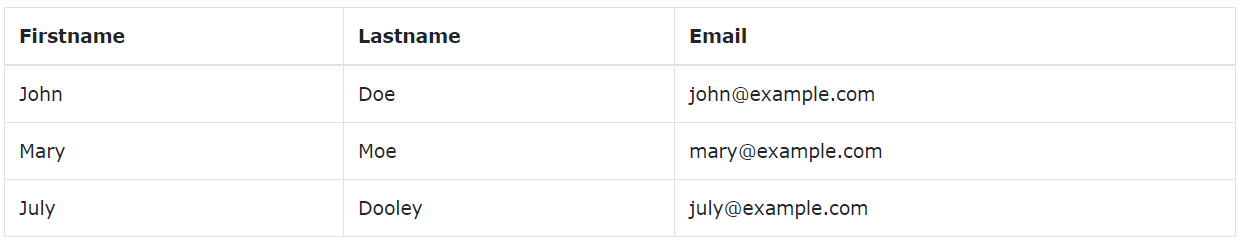 Firstname Lastname Email
John Doe john@example.com
Mary Moe mary@example.com
July Dooley july@example.com